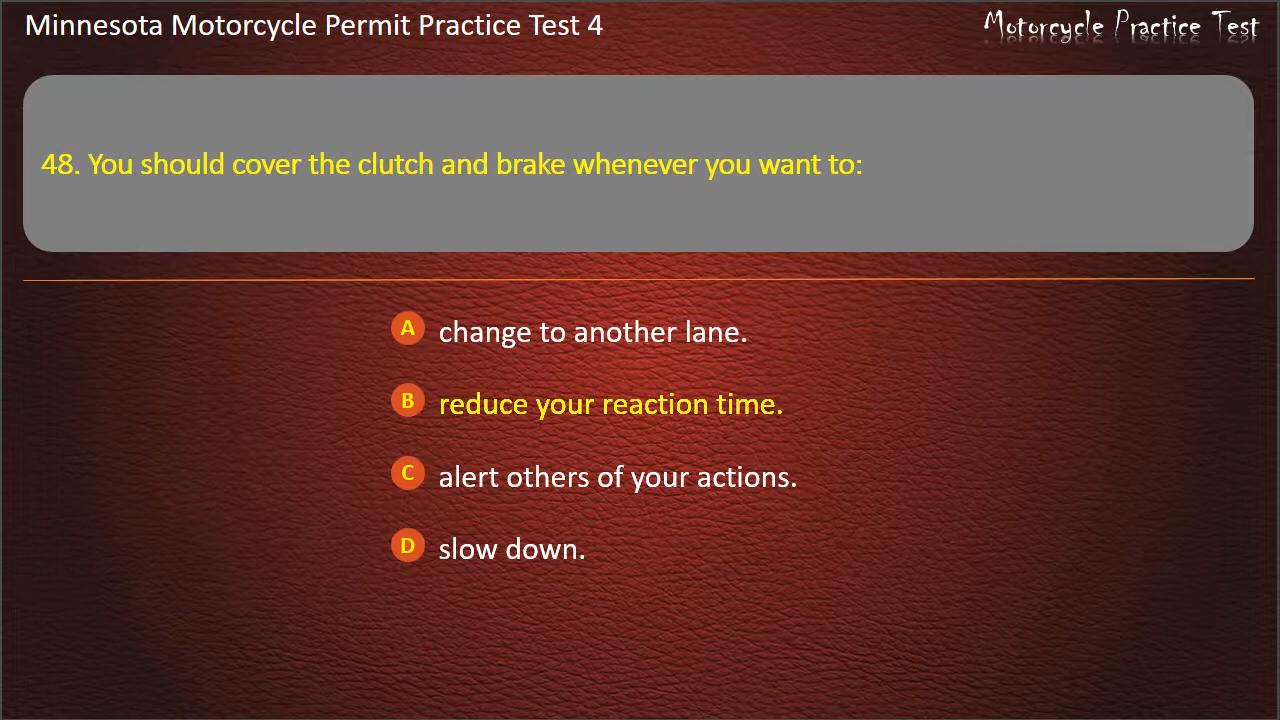 Minnesota Motorcycle Permit Practice Test 4
Motorcycle Practice Test
48. You should cover the clutch and brake whenever you want to:
A change to another lane.
B reduce your reaction time.
C alert others of your actions.
D slow down.